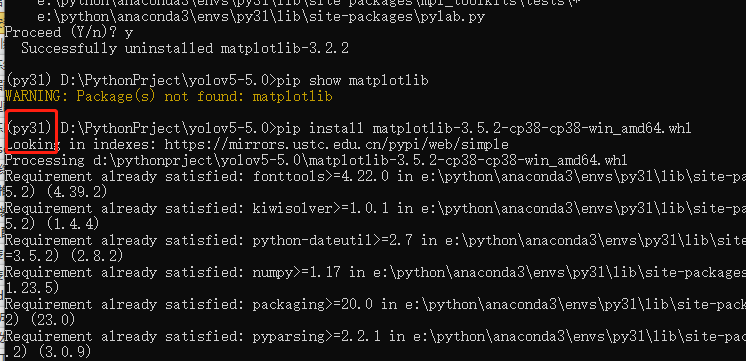 e:\python\anaconda3\envs\py31\lib\site-packages\mpl_toolkits\tests\*
e:\python\anaconda3\envs\py31\lib\site-packages\pylab.py
Proceed (Y/n)? y
Successfully uninstalled matplotlib-3.2.2
(py31) D:\PythonPrject\yolov5-5.0>pip show matplotlib
WARNING: Package(s) not found: matplotlib
(py31) D:\PythonPrject\yolov5-5.0>pip install matplotlib-3.5.2-cp38-cp38-win_amd64.whl
Looking in indexes: https://mirrors.ustc.edu.cn/pypi/web/simple
Processing d:\pythonprject\yolov5-5.0\matplotlib-3.5.2-cp38-cp38-win_amd64.whl
Requirement already satisfied: fonttools>=4.22.0 in e:\python\anaconda3\envs\py31\lib\site-pa
5.2) (4.39.2)
Requirement already satisfied: kiwisolver>=1.0.1 in e:\python\anaconda3\envs\py31\lib\site-pa
5.2) (1.4.4)
Requirement already satisfied: python-dateutil>=2.7 in e:\python\anaconda3\envs\py31\lib\site
=3.5.2) (2.8.2)
Requirement already satisfied: numpy>=1.17 in e:\python\anaconda3\envs\py31\lib\site-packages
1.23.5)
Requirement already satisfied: packaging>=20.0 in e:\python\anaconda3\envs\py31\lib\site-pack
2) (23.0)
Requirement already satisfied: pyparsing>=2.2.1 in e:\python\anaconda3\envs\py31\lib\site-pac
.2) (3.0.9)